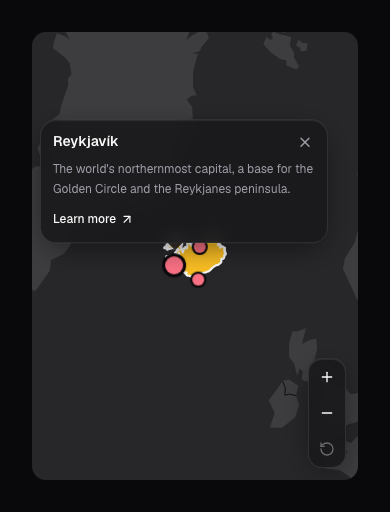 Reykjavík
The world's northernmost capital, a base for the
Golden Circle and the Reykjanes peninsula.
Learn more